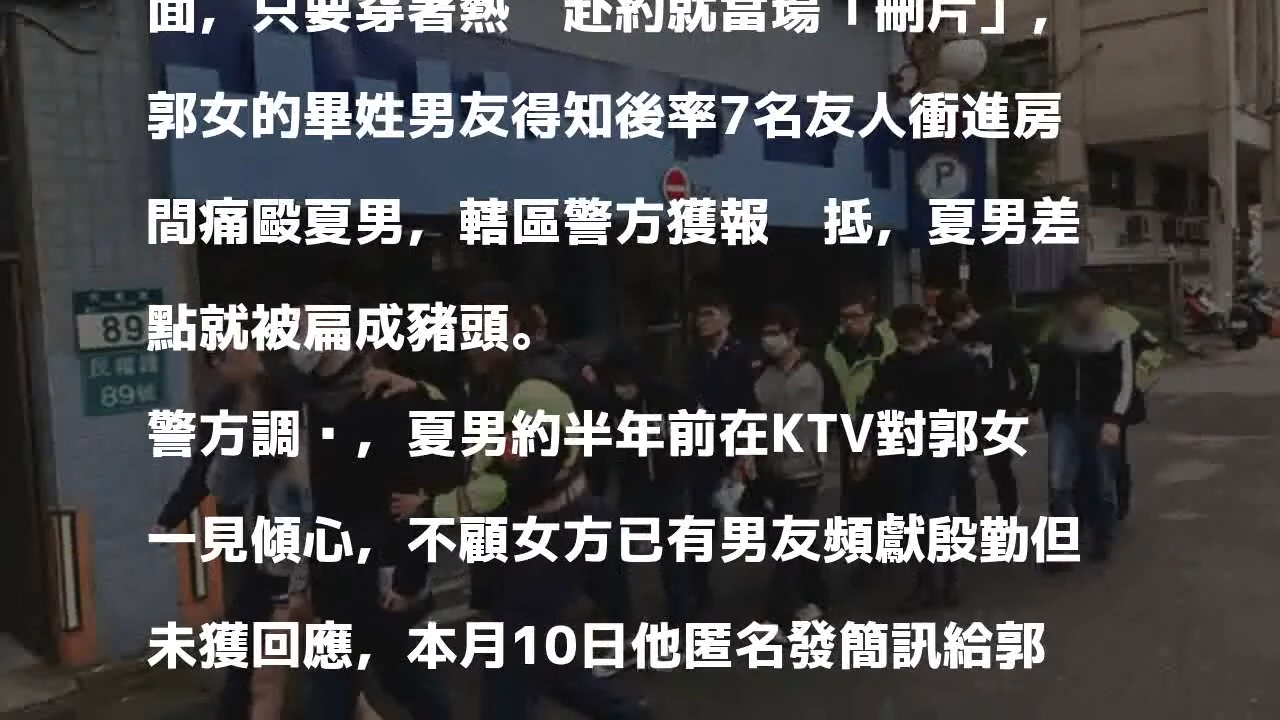 面，只要穿著熱 赴約就當場「刪片」，
郭女的畢姓男友得知後率7名友人衝進房
間痛毆夏男，轄區警方獲報 抵，夏男差
點就被扁成豬頭。
警方調·，夏男約半年前在KTV對郭女
一見傾心，不顧女方已有男友頻獻殷勤但
未獲回應，本月10日他匿名發簡訊給郭
P
89
民權路
89號